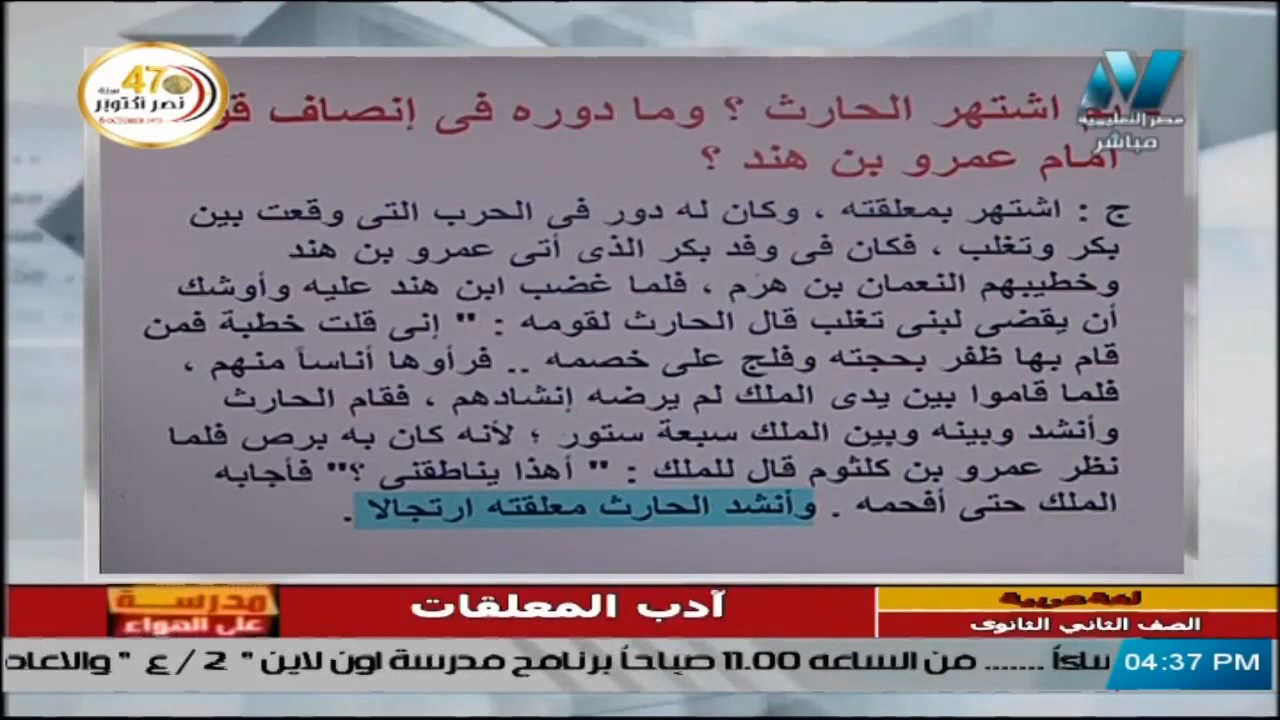 47 سنة
نصر أكتوبر
6 OCTOBER 1973
مصر التعليمية
مباشر
اشتهر الحارث ؟ وما دوره فى إنصاف
أمام عمرو بن هند ؟
ج : اشتهر بمعلقته ، وكان له دور فى الحرب التى وقعت بين
بكر وتغلب ، فكان فى وفد بكر الذى أتى عمرو بن هند
وخطيبهم النعمان بن هرم ، فلما غضب ابن هند عليه وأوشك
أن يقضى لبنى تغلب قال الحارث لقومه : " إنى قلت خطبة فمن
قام بها ظفر بحجته وفلج على خصمه .. فرأوها أناساً منهم ،
فلما قاموا بين يدى الملك لم يرضه إنشادهم ، فقام الحارث
وأنشد وبينه وبين الملك سبعة ستور ؛ لأنه كان به برص فلما
نظر عمرو بن كلثوم قال للملك : " أهذا يناطقنى ؟" فأجابه
الملك حتى أفحمه . وأنشد الحارث معلقته ارتجالا .
لغة عربية
الصف الثاني الثانوى
آدب المعلقات
مدرسة
على الهواء
04:37 PM
ساءاً ....... من الساعه 11.00 صباحاً برنامج مدرسة اون لاين " 2 / ع " والاعاد